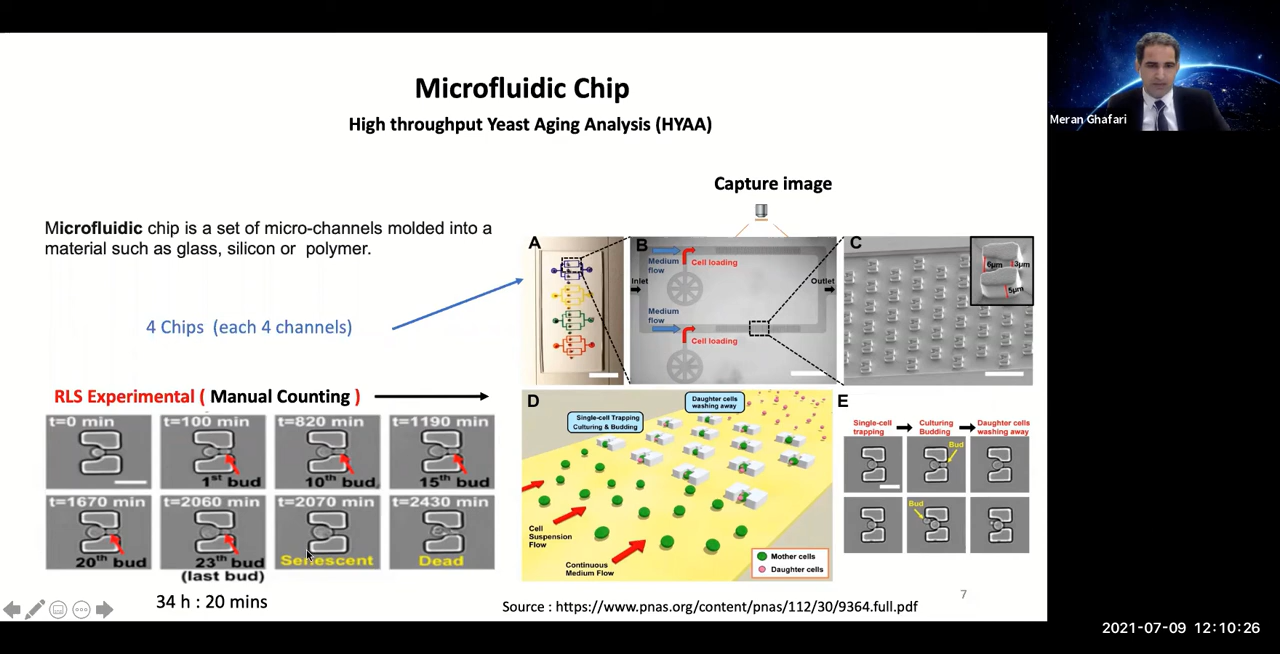 Microfluidic Chip
High throughput Yeast Aging Analysis (HYAA)
Meran Ghafari
Capture image
Microfluidic chip is a set of micro-channels molded into a
material such as glass, silicon or polymer.
4 Chips (each 4 channels)
A
B
Medium
flow
Cell loading
Inlet
Outlet
Medium
flow
Cell loading
C
6µm
3µm
5µm
RLS Experimental ( Manual Counting )
t=0 min
t=100 min
1st bud
t=820 min
10th bud
t=1190 min
15th bud
t=1670 min
20th bud
t=2060 min
23th bud
(last bud)
t=2070 min
Senescent
t=2430 min
Dead
34 h : 20 mins
D
Single-cell Trapping
Culturing & Budding
Daughter cells
washing away
Cell
Suspension
Flow
Continuous
Medium Flow
Mother cells
Daughter cells
E
Single-cell
trapping
Culturing
Budding
Daughter cells
washing away
Bud
Bud
Source : https://www.pnas.org/content/pnas/112/30/9364.full.pdf
7
2021-07-09 12:10:26